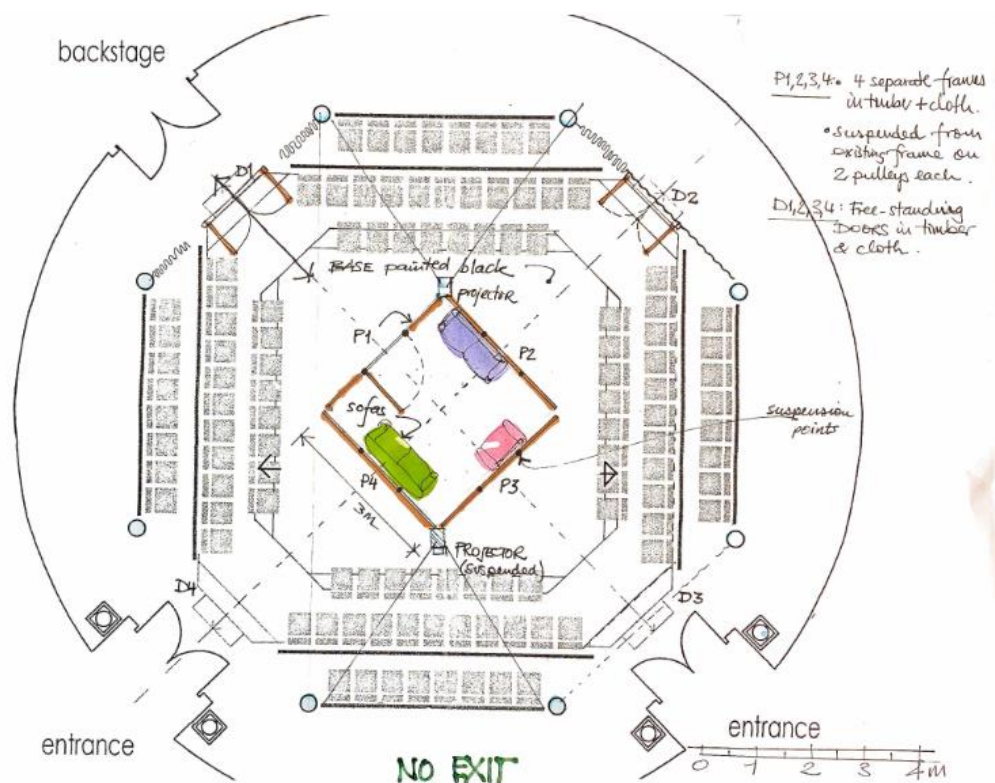 backstage
P1,2,3,4: • 4 separate frames
in timber + cloth.
• suspended from
existing frame on
2 pulleys each.
D1,2,3,4: Free-standing
DOORS in timber
& cloth.
D1
D2
BASE painted black
projector
P1
P2
sofas
suspension
points
P4
P3
3M
PROJECTOR
(suspended)
D4
D3
entrance
entrance
NO EXIT
0 1 2 3 4m